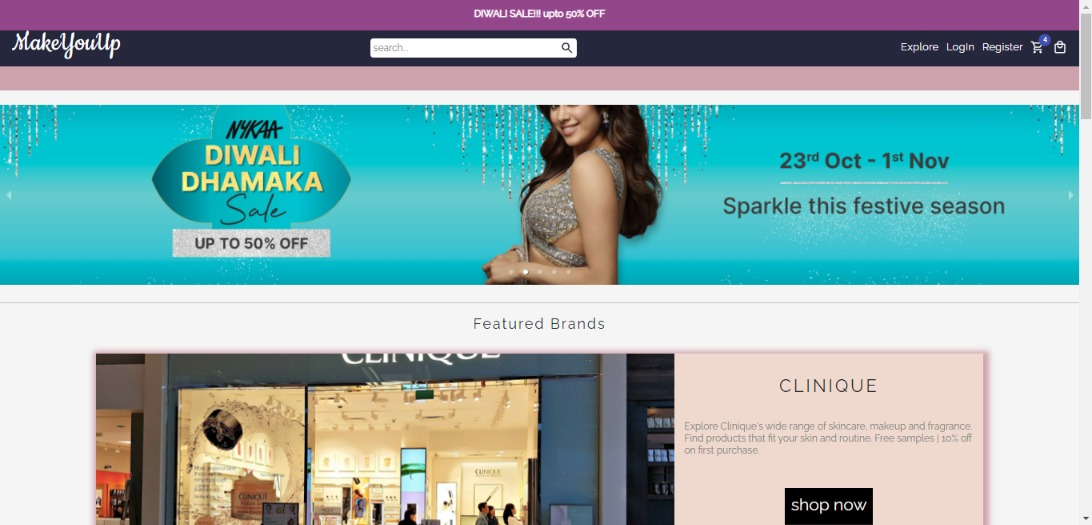 DIWALI SALE!!! upto 50% OFF
MakeYouUp
search...
Explore LogIn Register 4
NYKAA
DIWALI
DHAMAKA
Sale
UP TO 50% OFF
23rd Oct - 1st Nov
Sparkle this festive season
Featured Brands
CLINIQUE
CLINIQUE
Explore Clinique's wide range of skincare, makeup and fragrance.
Find products that fit your skin and routine. Free samples | 10% off
on first purchase.
CLINIQUE
CLINIQUE
shop now